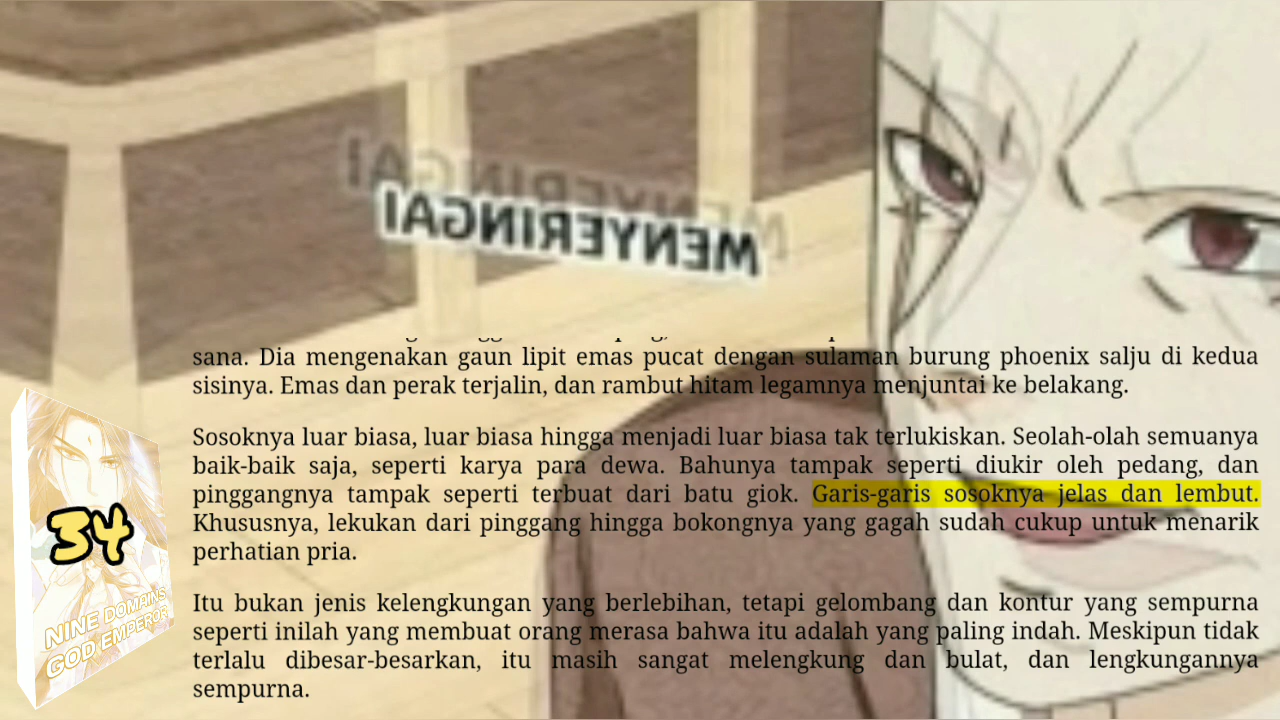 MENYERINGAI
MENYERINGAI
sana. Dia mengenakan gaun lipit emas pucat dengan sulaman burung phoenix salju di kedua
sisinya. Emas dan perak terjalin, dan rambut hitam legamnya menjuntai ke belakang.
Sosoknya luar biasa, luar biasa hingga menjadi luar biasa tak terlukiskan. Seolah-olah semuanya
baik-baik saja, seperti karya para dewa. Bahunya tampak seperti diukir oleh pedang, dan
pinggangnya tampak seperti terbuat dari batu giok. Garis-garis sosoknya jelas dan lembut.
Khususnya, lekukan dari pinggang hingga bokongnya yang gagah sudah cukup untuk menarik
perhatian pria.
Itu bukan jenis kelengkungan yang berlebihan, tetapi gelombang dan kontur yang sempurna
seperti inilah yang membuat orang merasa bahwa itu adalah yang paling indah. Meskipun tidak
terlalu dibesar-besarkan, itu masih sangat melengkung dan bulat, dan lengkungannya
sempurna.
34
NINE DOMAINS
GOD EMPEROR